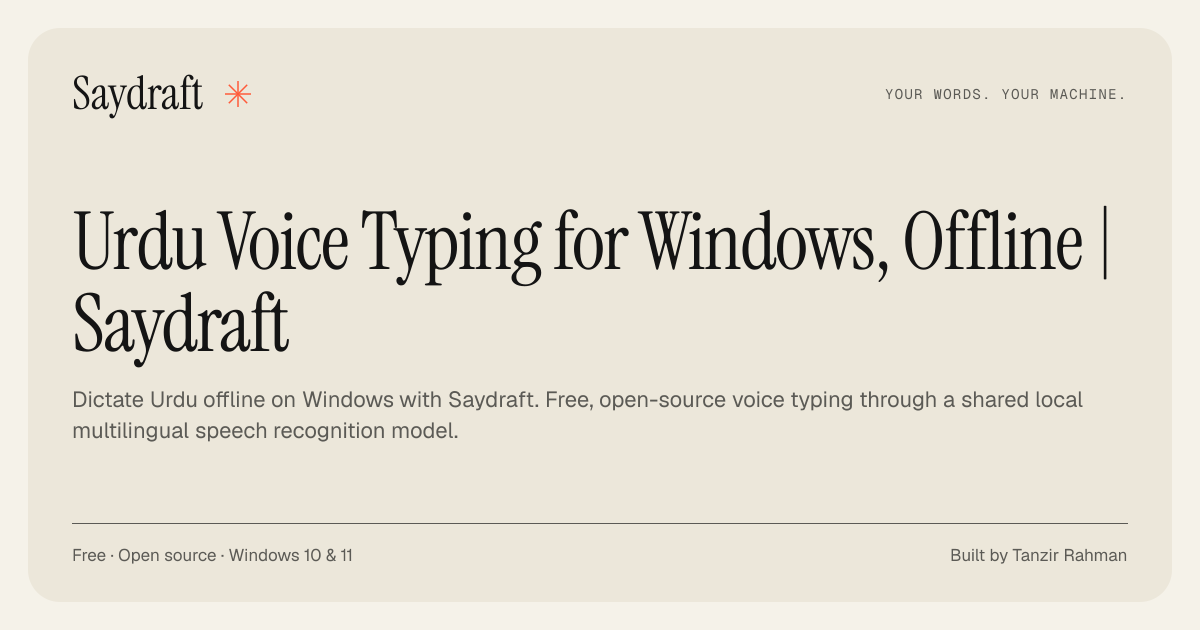 Saydraft
YOUR WORDS. YOUR MACHINE.
Urdu Voice Typing for Windows, Offline |
Saydraft
Dictate Urdu offline on Windows with Saydraft. Free, open-source voice typing through a shared local
multilingual speech recognition model.
Free · Open source · Windows 10 & 11
Built by Tanzir Rahman